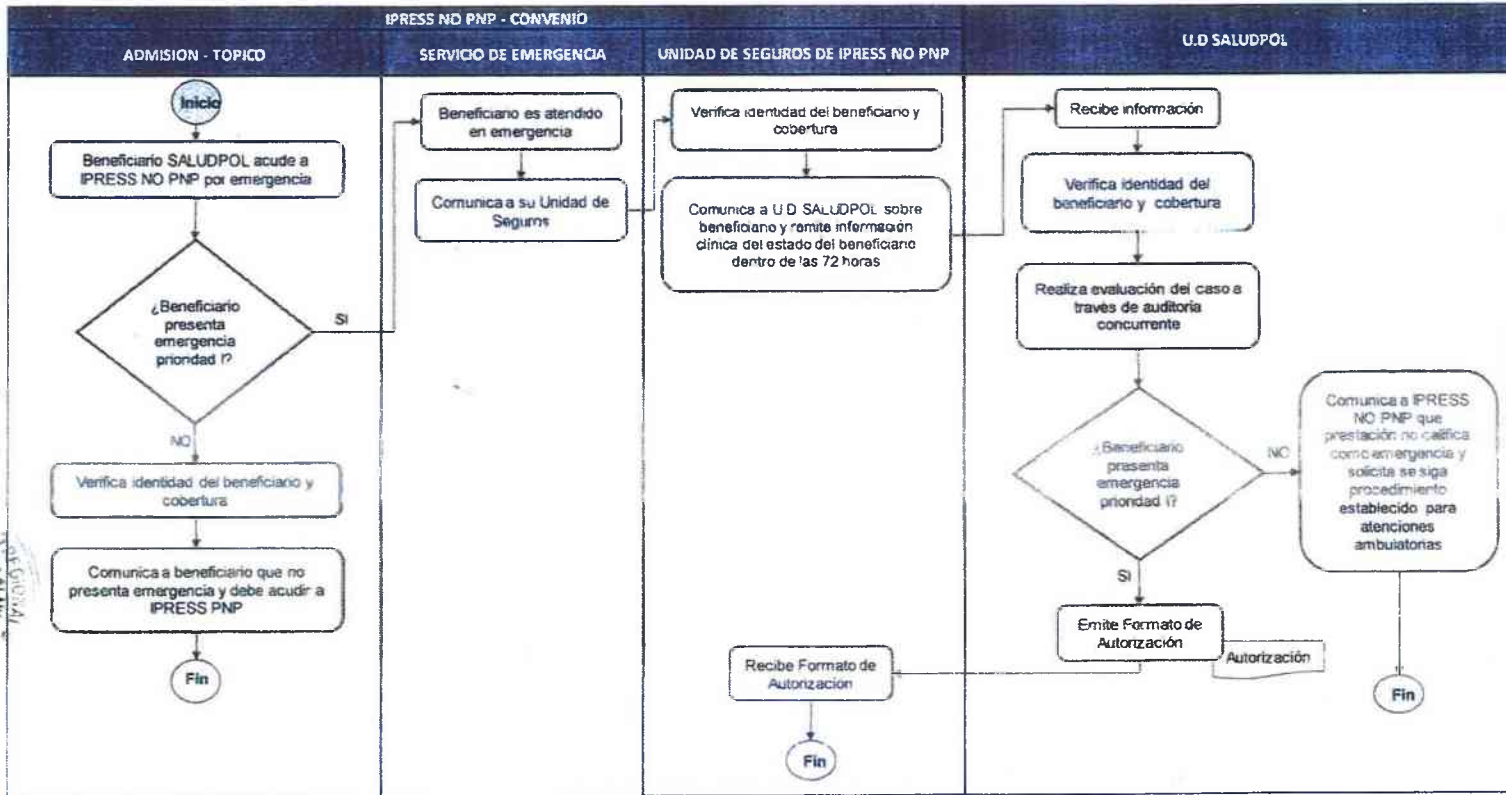 IPRESS NO PNP - CONVENIO
U.D SALUDPOL
ADMISION - TOPICO
SERVICIO DE EMERGENCIA
UNIDAD DE SEGUROS DE IPRESS NO PNP
Inicio
Beneficiario SALUDPOL acude a
IPRESS NO PNP por emergencia
¿Beneficiario
presenta
emergencia
prioridad I?
SI
NO
Verifica identidad del beneficiario y
cobertura
Comunica a beneficiario que no
presenta emergencia y debe acudir a
IPRESS PNP
Fin
Beneficiario es atendido
en emergencia
Comunica a su Unidad de
Seguros
Verifica identidad del beneficiario y
cobertura
Comunica a U D SALUDPOL sobre
beneficiario y remite información
clínica del estado del beneficiario
dentro de las 72 horas
Recibe información
Verifica identidad del
beneficiario y cobertura
Realiza evaluación del caso a
través de auditoria
concurrente
¿Beneficiario
presenta
emergencia
prioridad I?
NO
Comunica a IPRESS
NO PNP que
prestación no califica
como emergencia y
solicita se siga
procedimiento
establecido para
atenciones
ambulatorias
Fin
SI
Emite Formato de
Autorización
Autorización
Recibe Formato de
Autorización
Fin